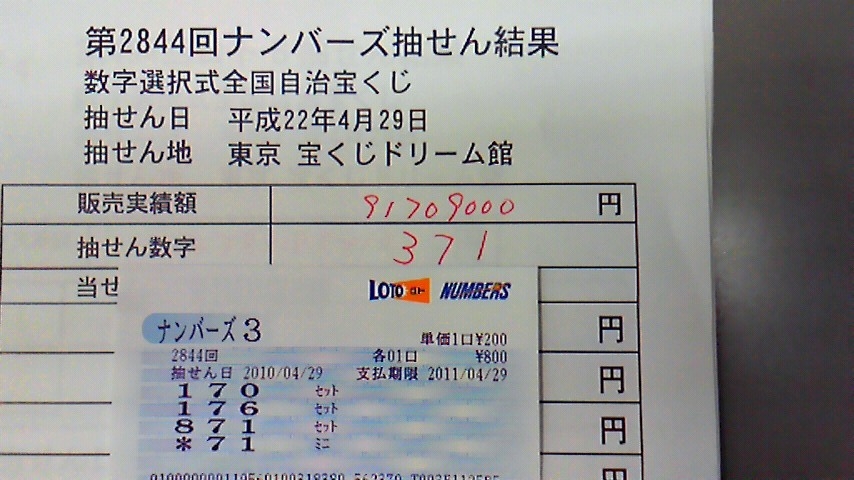 第2844回ナンバーズ抽せん結果
数字選択式全国自治宝くじ
抽せん日 平成22年4月29日
抽せん地 東京 宝くじドリーム館
販売実績額 91709000 円
抽せん数字 371
当せ
LOTO ロト NUMBERS
円
ナンバーズ3 単価1口¥200
2844回 各01口 ¥800
円
抽せん日 2010/04/29 支払期限 2011/04/29
170 セット
176 セット
円
871 セット
*71 ミニ